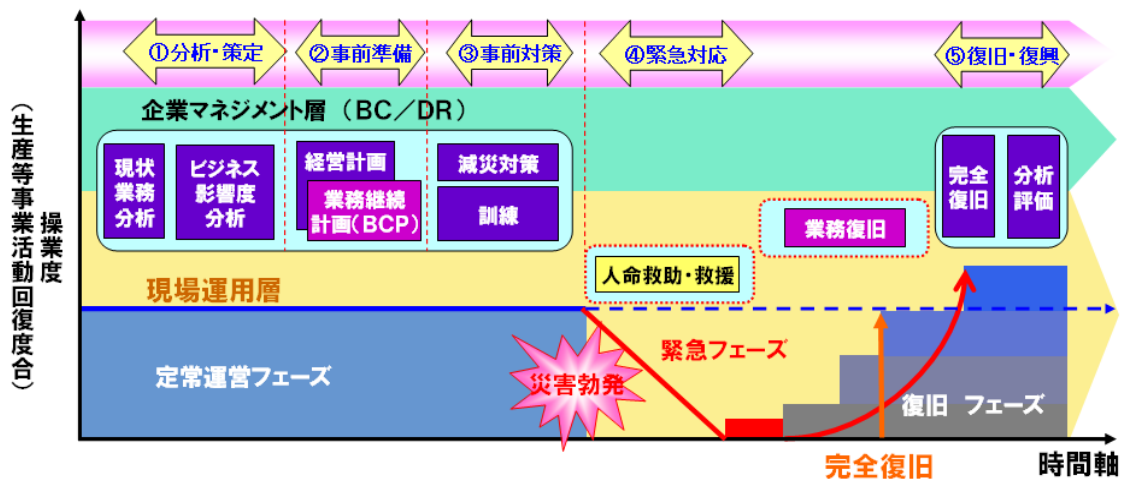 ①分析・策定
②事前準備
③事前対策
④緊急対応
⑤復旧・復興
企業マネジメント層（BC／DR）
現状
業務
分析
ビジネス
影響度
分析
経営計画
業務継続
計画（BCP）
減災対策
訓練
完全
復旧
分析
評価
業務復旧
人命救助・救援
現場運用層
操業度
（生産等事業活動回復度合）
定常運営フェーズ
災害勃発
緊急フェーズ
復旧 フェーズ
完全復旧
時間軸